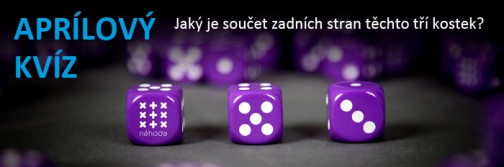 APRÍLOVÝ
KVÍZ
Jaký je součet zadních stran těchto tří kostek?
náhoda